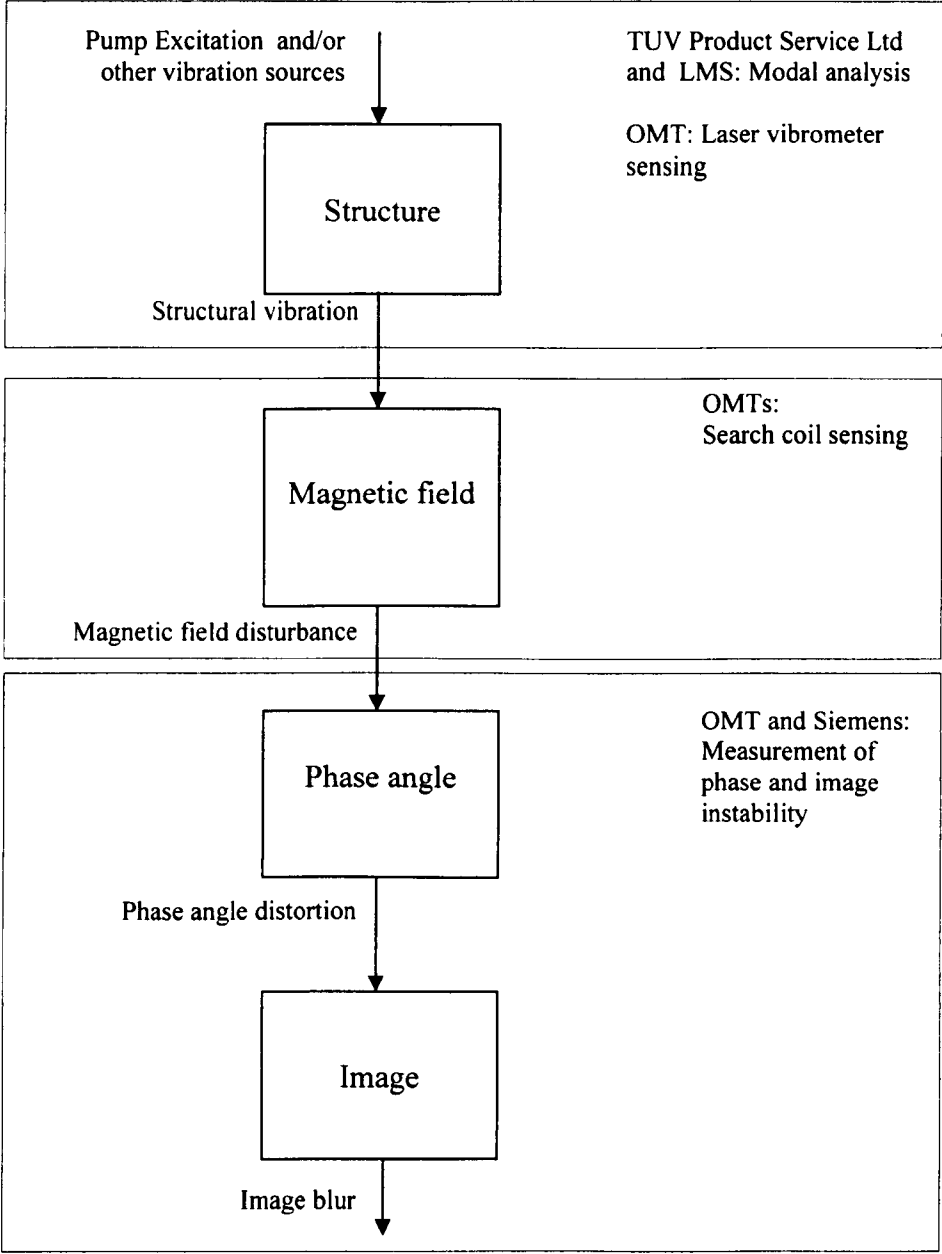 Pump Excitation and/or
other vibration sources
TUV Product Service Ltd
and LMS: Modal analysis
OMT: Laser vibrometer
sensing
Structure
Structural vibration
OMTs:
Search coil sensing
Magnetic field
Magnetic field disturbance
OMT and Siemens:
Measurement of
phase and image
instability
Phase angle
Phase angle distortion
Image
Image blur